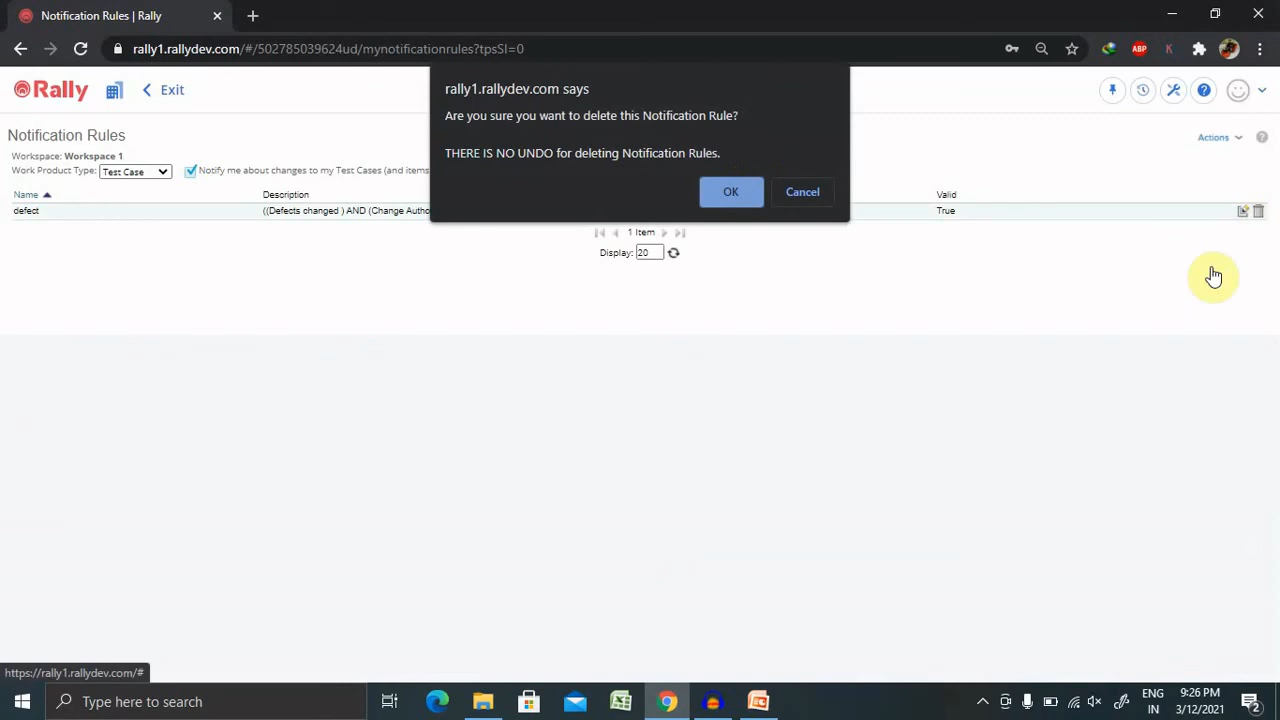 Notification Rules | Rally
rally1.rallydev.com/#/502785039624ud/mynotificationrules?tpsSI=0
ABP
K
Rally
Exit
rally1.rallydev.com says
Are you sure you want to delete this Notification Rule?
THERE IS NO UNDO for deleting Notification Rules.
OK
Cancel
Notification Rules
Actions
Workspace: Workspace 1
Work Product Type: Test Case
Notify me about changes to my Test Cases (and items
Name
Description
Valid
defect
((Defects changed ) AND (Change Autho
True
1 Item
Display: 20
https://rally1.rallydev.com/#
Type here to search
ENG
IN
9:26 PM
3/12/2021
2